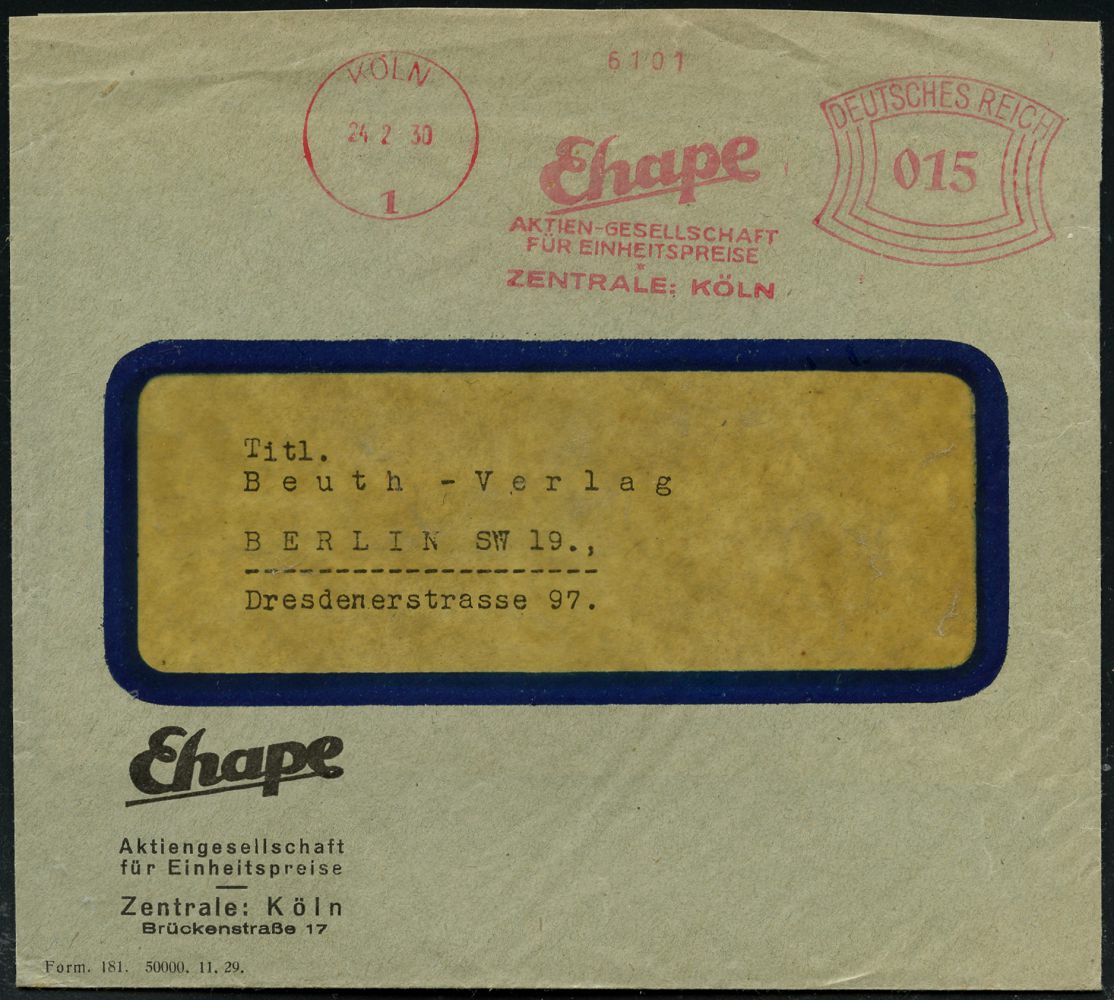 KÖLN
24.2 30
1
6101
Ehape
AKTIEN-GESELLSCHAFT
FÜR EINHEITSPREISE
*
ZENTRALE: KÖLN
DEUTSCHES REICH
015
Titl.
Beuth-Verlag
BERLIN SW 19.,
--------------------
Dresdenerstrasse 97.
Ehape
Aktiengesellschaft
für Einheitspreise
Zentrale: Köln
Brückenstraße 17
Form. 181. 50000. 11. 29.